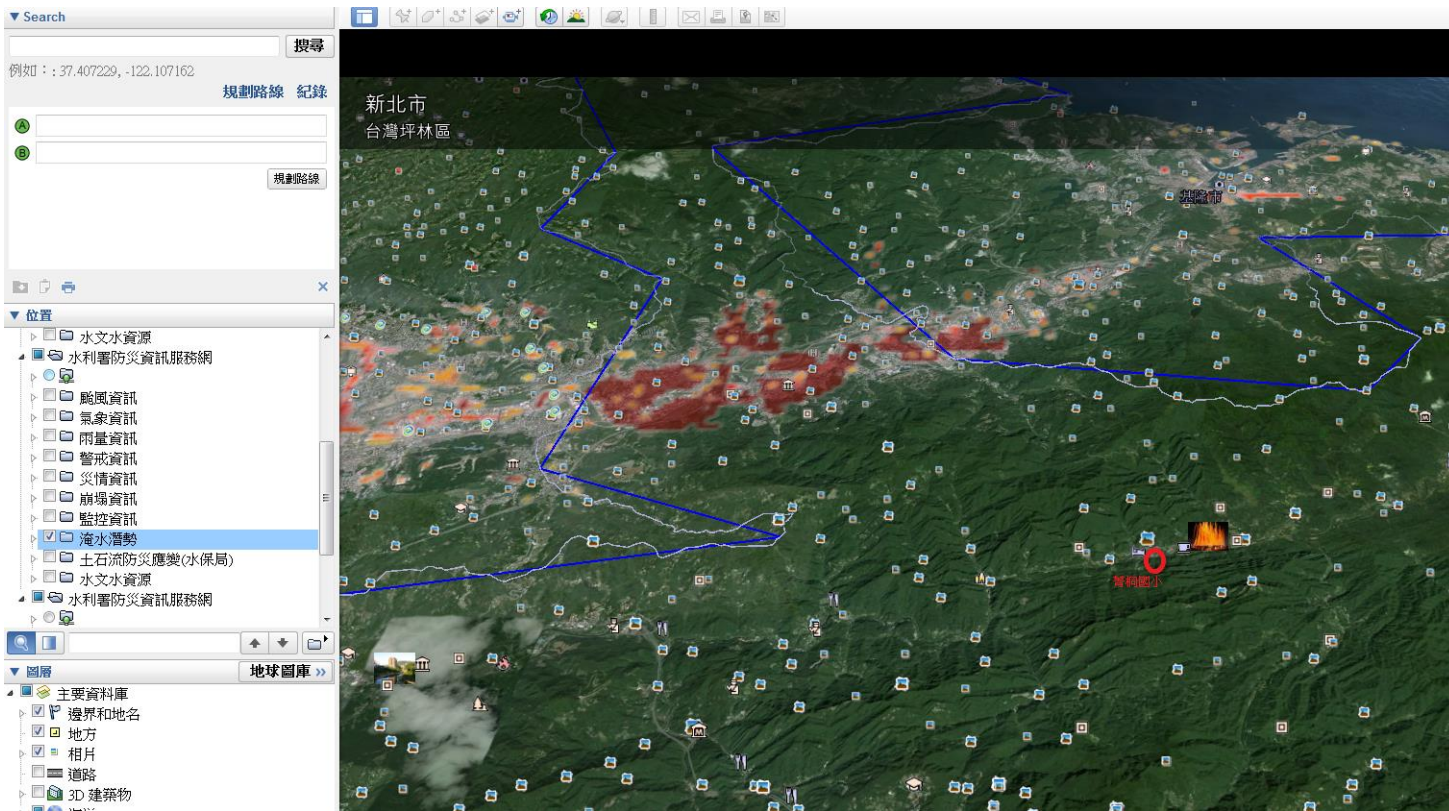 Search
搜尋
例如：: 37.407229, -122.107162
規劃路線 紀錄
A
B
規劃路線
位置
水文水資源
水利署防災資訊服務網
颱風資訊
氣象資訊
雨量資訊
警戒資訊
災情資訊
崩塌資訊
監控資訊
淹水潛勢
土石流防災應變(水保局)
水文水資源
水利署防災資訊服務網
圖層
地球圖庫 »
主要資料庫
邊界和地名
地方
相片
道路
3D 建築物
新北市
台灣坪林區
基隆市
菁桐國小